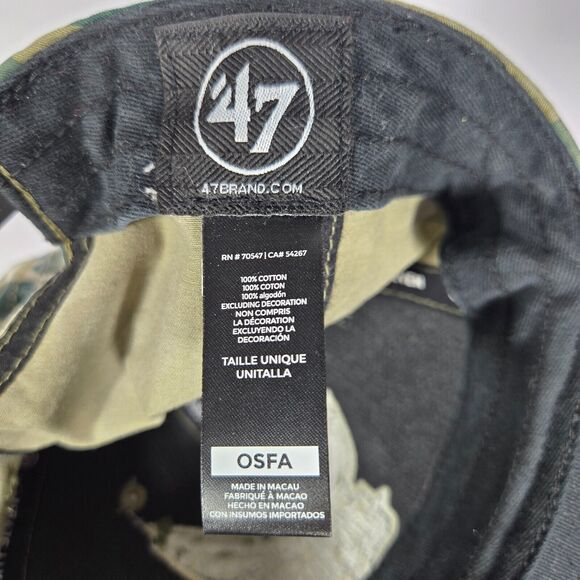 '47
47BRAND.COM
RN # 70547 | CA# 54267
100% COTTON
100% COTON
100% algodón
EXCLUDING DECORATION
NON COMPRIS
LA DÉCORATION
EXCLUYENDO LA
DECORACIÓN
TAILLE UNIQUE
UNITALLA
OSFA
MADE IN MACAU
FABRIQUÉ À MACAO
HECHO EN MACAO
CON INSUMOS IMPORTADOS